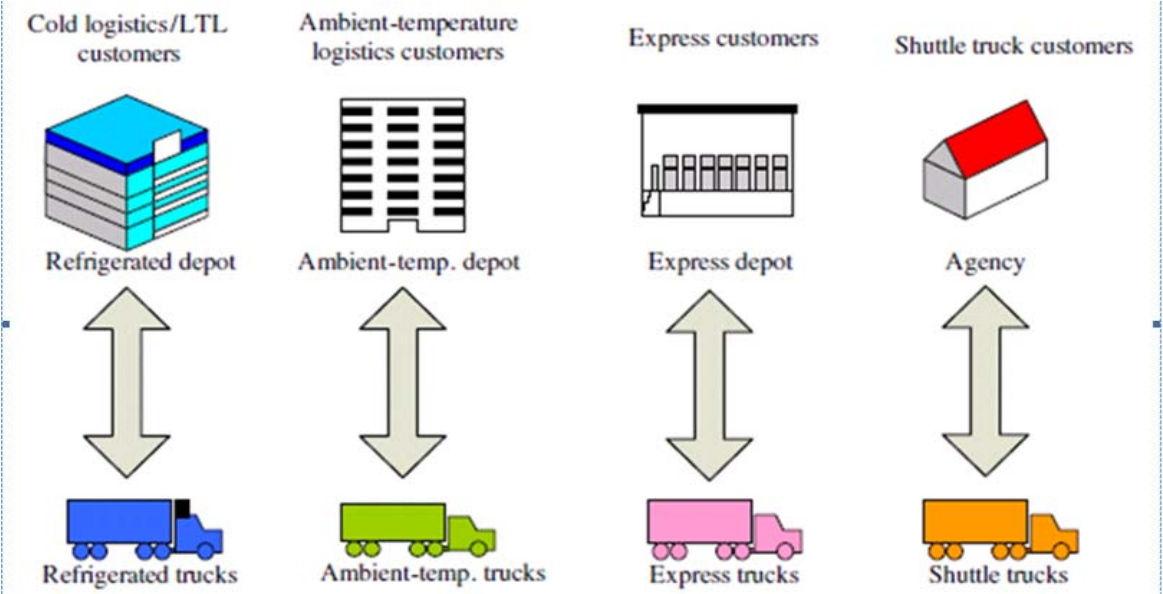 Cold logistics/LTL
customers
Ambient-temperature
logistics customers
Express customers
Shuttle truck customers
Refrigerated depot
Ambient-temp. depot
Express depot
Agency
Refrigerated trucks
Ambient-temp. trucks
Express trucks
Shuttle trucks